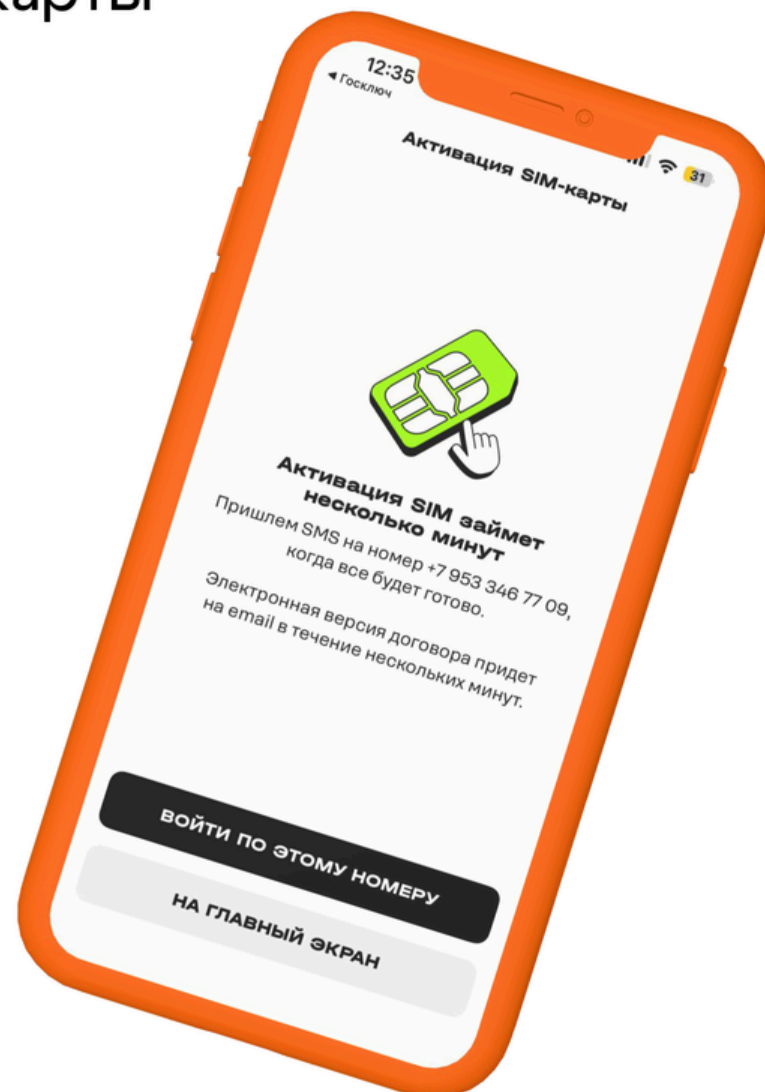 карты
12:35
◀ Госключ
31
Активация SIM-карты
Активация SIM займет
несколько минут
Пришлем SMS на номер +7 953 346 77 09,
когда все будет готово.
Электронная версия договора придет
на email в течение нескольких минут.
ВОЙТИ ПО ЭТОМУ НОМЕРУ
НА ГЛАВНЫЙ ЭКРАН